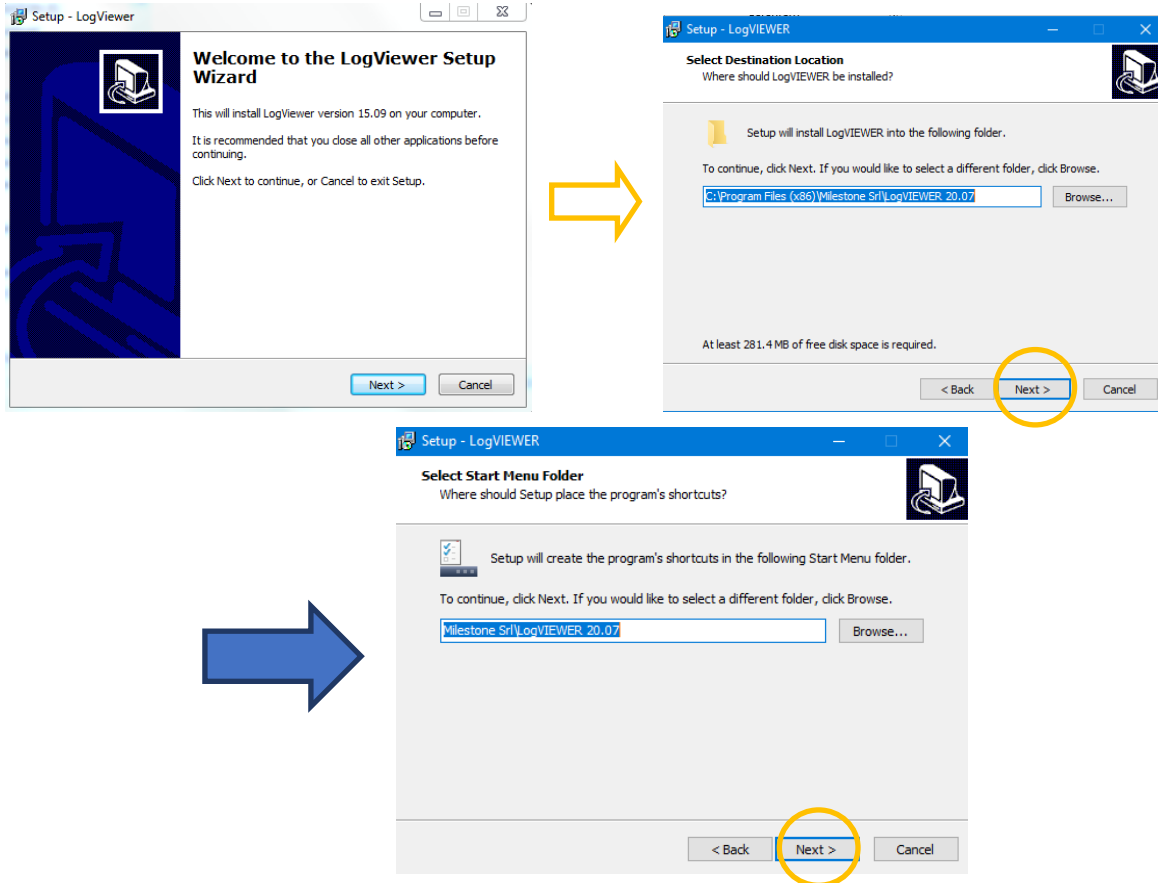 Setup - LogViewer
Welcome to the LogViewer Setup
Wizard
This will install LogViewer version 15.09 on your computer.
It is recommended that you close all other applications before
continuing.
Click Next to continue, or Cancel to exit Setup.
Next >
Cancel
Setup - LogVIEWER
Select Destination Location
Where should LogVIEWER be installed?
Setup will install LogVIEWER into the following folder.
To continue, click Next. If you would like to select a different folder, click Browse.
C:\Program Files (x86)\Milestone Srl\LogVIEWER 20.07
Browse...
At least 281.4 MB of free disk space is required.
< Back
Next >
Cancel
Setup - LogVIEWER
Select Start Menu Folder
Where should Setup place the program's shortcuts?
Setup will create the program's shortcuts in the following Start Menu folder.
To continue, click Next. If you would like to select a different folder, click Browse.
Milestone Srl\LogVIEWER 20.07
Browse...
< Back
Next >
Cancel